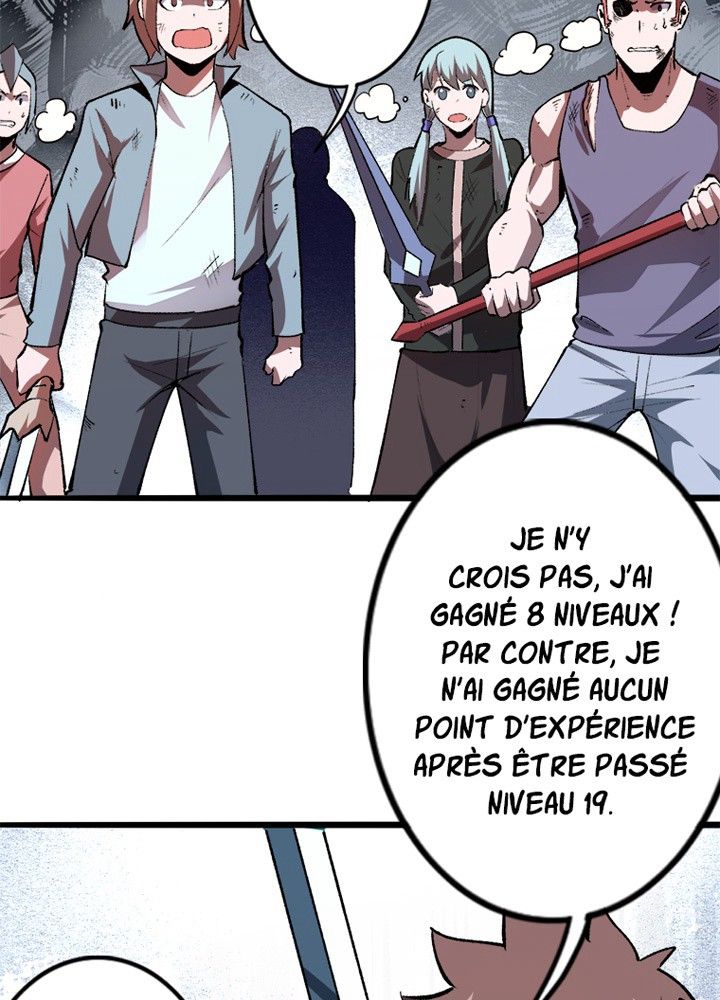 JE N'Y
CROIS PAS, J'AI
GAGNÉ 8 NIVEAUX !
PAR CONTRE, JE
N'AI GAGNÉ AUCUN
POINT D'EXPÉRIENCE
APRÈS ÊTRE PASSÉ
NIVEAU 19.